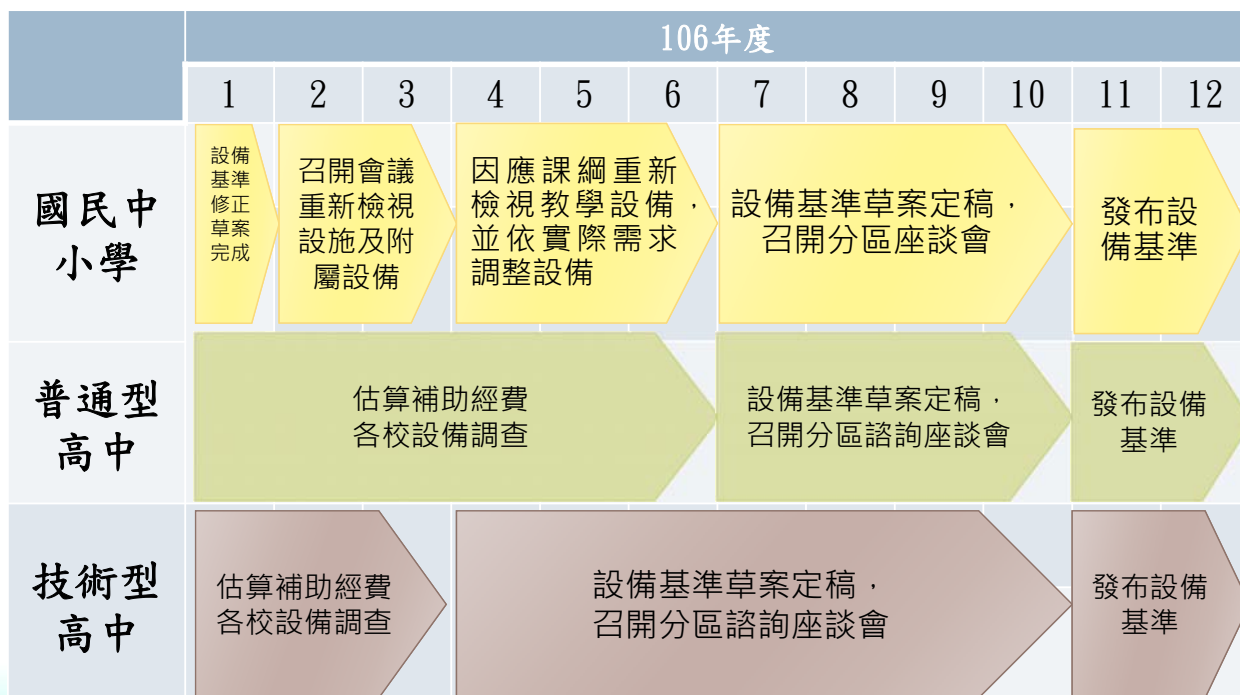 106年度
1 2 3 4 5 6 7 8 9 10 11 12
國民中
小學
設備
基準
修正
草案
完成
召開會議
重新檢視
設施及附
屬設備
因應課綱重新
檢視教學設備，
並依實際需求
調整設備
設備基準草案定稿，
召開分區座談會
發布設
備基準
普通型
高中
估算補助經費
各校設備調查
設備基準草案定稿，
召開分區諮詢座談會
發布設備
基準
技術型
高中
估算補助經費
各校設備調查
設備基準草案定稿，
召開分區諮詢座談會
發布設備
基準